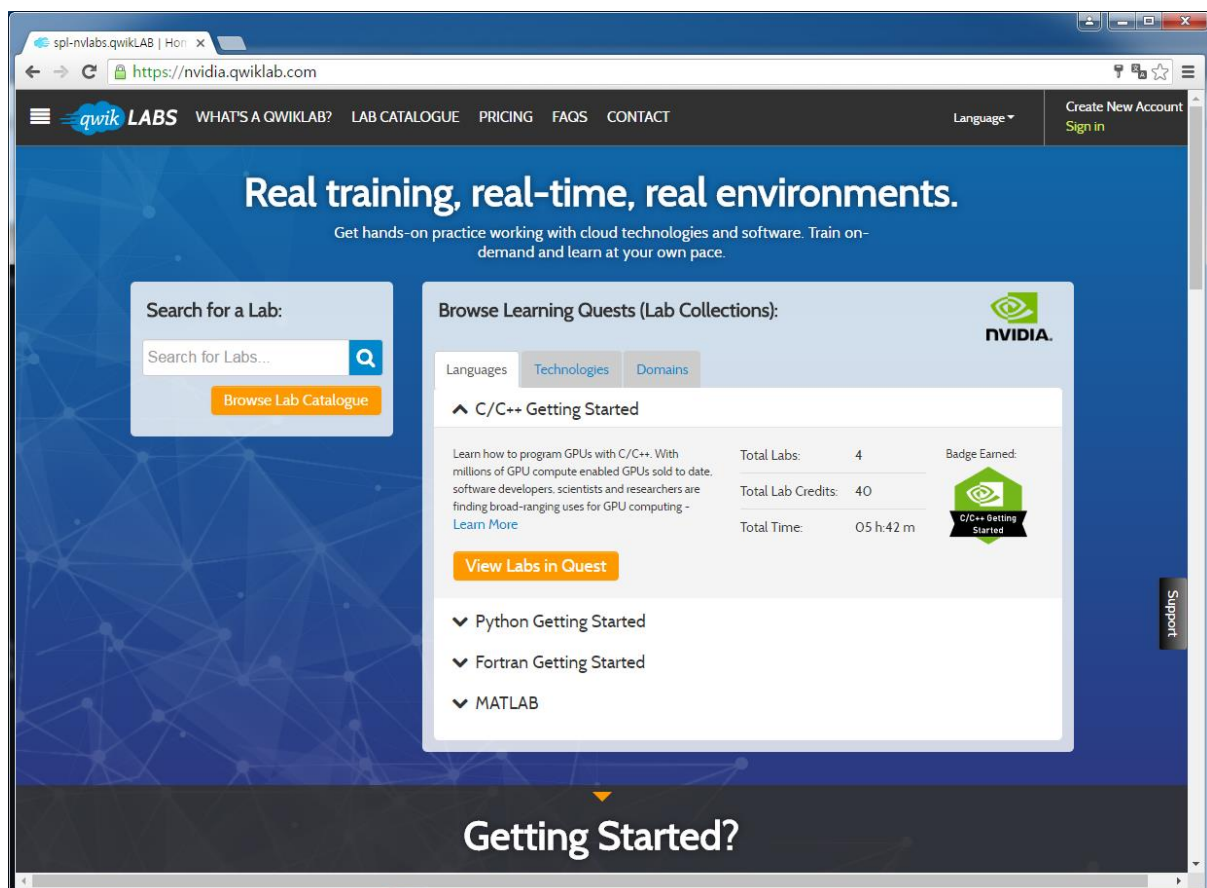 spl-nvlabs.qwikLAB | Hon
https://nvidia.qwiklab.com
qwik LABS WHAT'S A QWIKLAB? LAB CATALOGUE PRICING FAQS CONTACT Language Create New Account
Sign in
Real training, real-time, real environments.
Get hands-on practice working with cloud technologies and software. Train on-
demand and learn at your own pace.
Search for a Lab:
Search for Labs...
Browse Lab Catalogue
Browse Learning Quests (Lab Collections):
NVIDIA.
Languages Technologies Domains
C/C++ Getting Started
Learn how to program GPUs with C/C++. With
millions of GPU compute enabled GPUs sold to date,
software developers, scientists and researchers are
finding broad-ranging uses for GPU computing -
Learn More
View Labs in Quest
Total Labs: 4
Total Lab Credits: 40
Total Time: 05 h:42 m
Badge Earned:
C/C++ Getting
Started
Python Getting Started
Fortran Getting Started
MATLAB
Support
Getting Started?